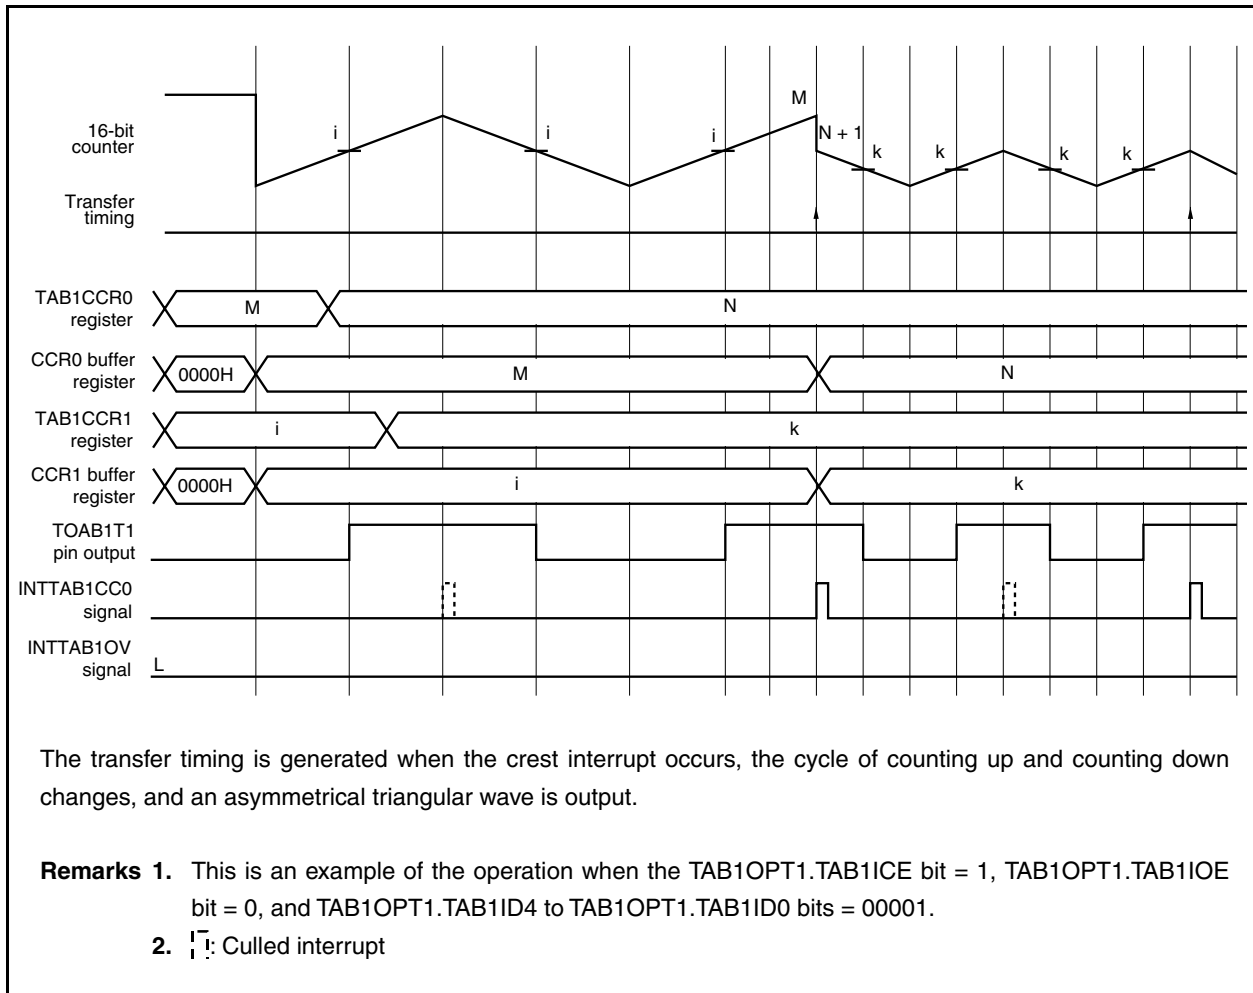 M
16-bit
counter
i
i
i
N + 1
k
k
k
k
Transfer
timing
TAB1CCR0
register
M
N
CCR0 buffer
register
0000H
M
N
TAB1CCR1
register
i
k
CCR1 buffer
register
0000H
i
k
TOAB1T1
pin output
INTTAB1CC0
signal
INTTAB1OV
signal
L
The transfer timing is generated when the crest interrupt occurs, the cycle of counting up and counting down
changes, and an asymmetrical triangular wave is output.
Remarks 1. This is an example of the operation when the TAB1OPT1.TAB1ICE bit = 1, TAB1OPT1.TAB1IOE
bit = 0, and TAB1OPT1.TAB1ID4 to TAB1OPT1.TAB1ID0 bits = 00001.
2. : Culled interrupt